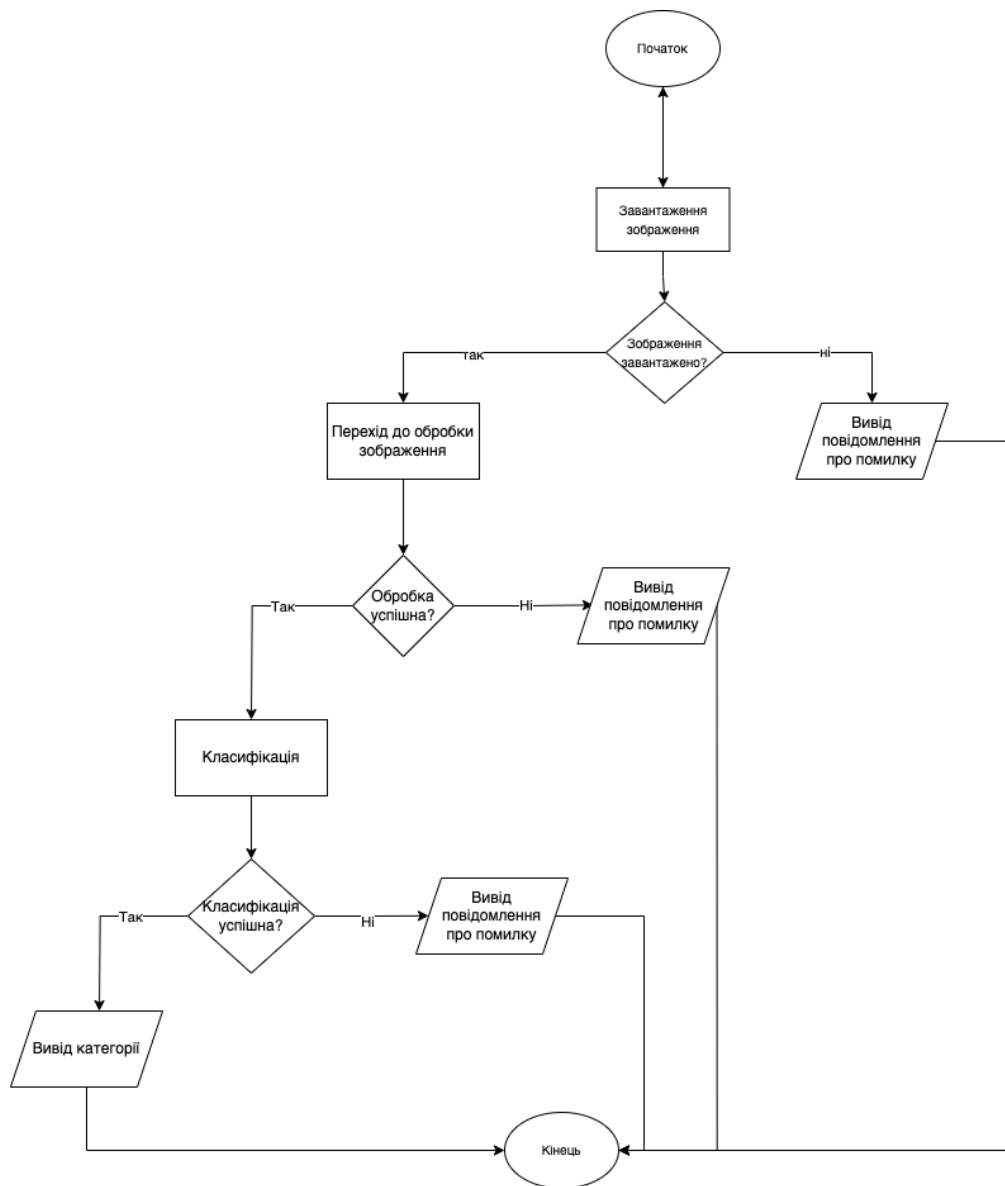 Початок
Завантаження
зображення
Зображення
завантажено?
так
ні
Перехід до обробки
зображення
Вивід
повідомлення
про помилку
Обробка
успішна?
Так
Ні
Вивід
повідомлення
про помилку
Класифікація
Класифікація
успішна?
Так
Ні
Вивід
повідомлення
про помилку
Вивід категорії
Кінець